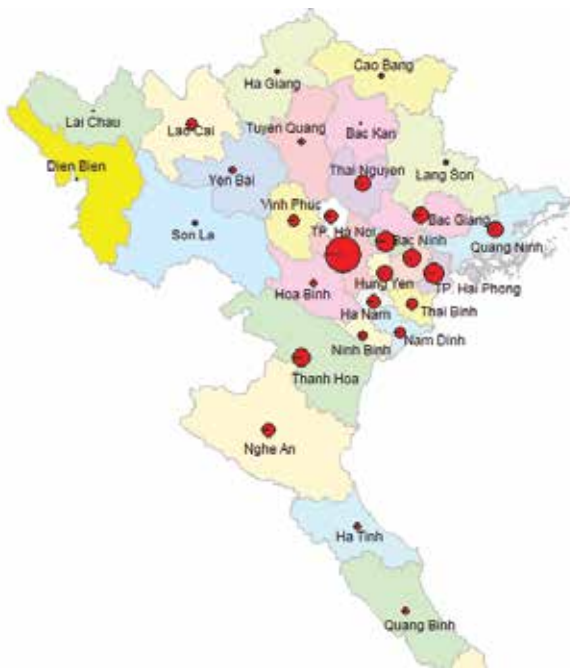 Cao Bang
Ha Giang
Lai Chau
Lao Cai
Tuyen Quang
Bac Kan
Dien Bien
Yen Bai
Thai Nguyen
Lang Son
Vinh Phuc
Bac Giang
Son La
TP. Hà Noi
Bac Ninh
Quang Ninh
Hoa Binh
Hung Yen
TP. Hai Phong
Ha Nam
Thai Binh
Ninh Binh
Nam Dinh
Thanh Hoa
Nghe An
Ha Tinh
Quang Binh